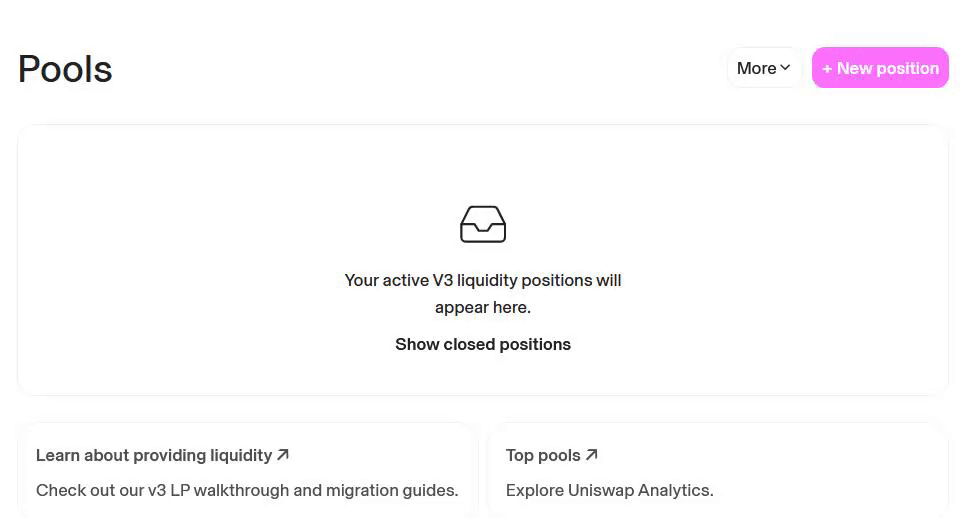 Pools
More
+ New position
Your active V3 liquidity positions will
appear here.
Show closed positions
Learn about providing liquidity ↗
Check out our v3 LP walkthrough and migration guides.
Top pools ↗
Explore Uniswap Analytics.